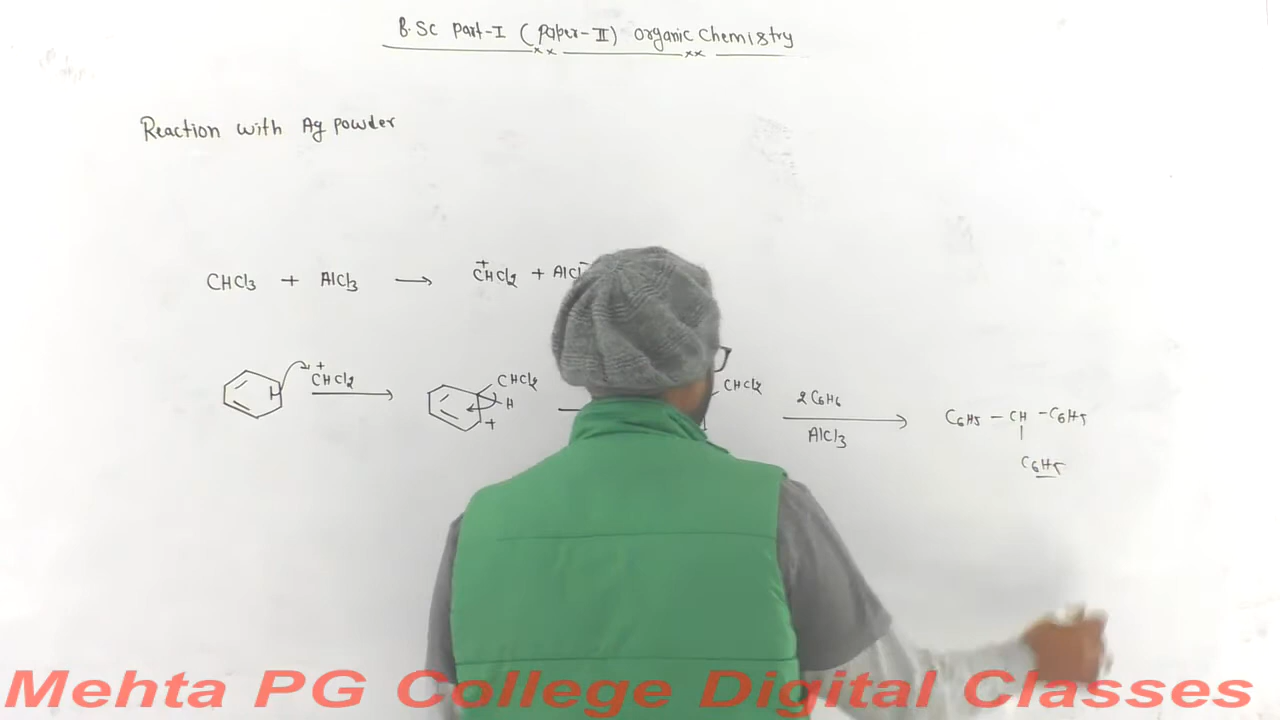 B.Sc Part-I (Paper-II) Organic Chemistry
Reaction with Ag powder
CHCl3 + AlCl3 → +CHCl2 + AlCl
+CHCl2
CHCl2
H
+
CHCl2
2C6H6
AlCl3
C6H5 – CH – C6H5
C6H5
Mehta PG College Digital Classes